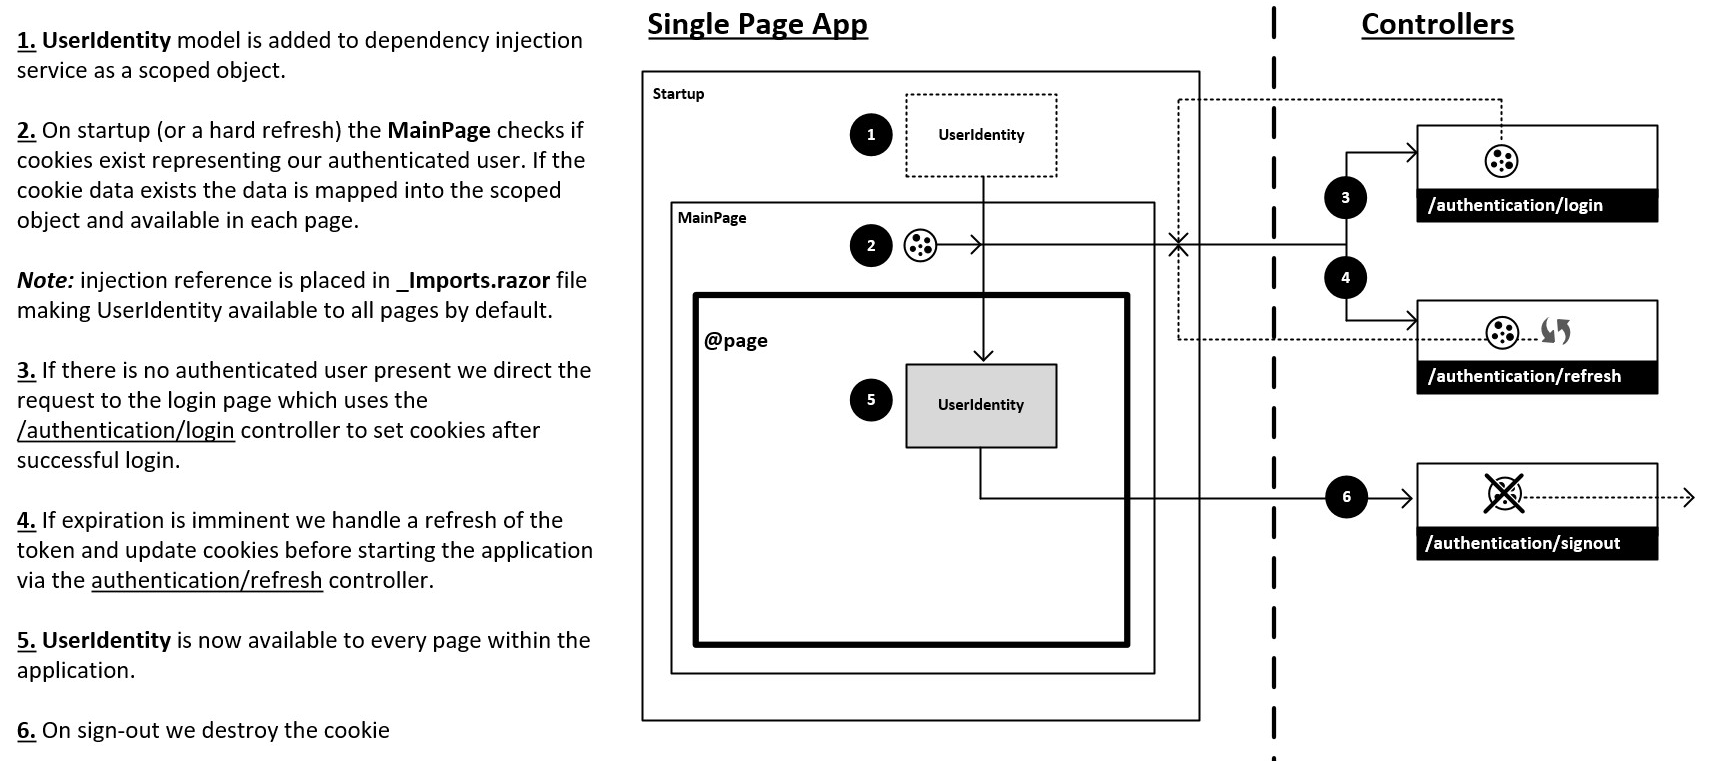 1. UserIdentity model is added to dependency injection
service as a scoped object.
2. On startup (or a hard refresh) the MainPage checks if
cookies exist representing our authenticated user. If the
cookie data exists the data is mapped into the scoped
object and available in each page.
Note: injection reference is placed in _Imports.razor file
making UserIdentity available to all pages by default.
3. If there is no authenticated user present we direct the
request to the login page which uses the
/authentication/login controller to set cookies after
successful login.
4. If expiration is imminent we handle a refresh of the
token and update cookies before starting the application
via the authentication/refresh controller.
5. UserIdentity is now available to every page within the
application.
6. On sign-out we destroy the cookie
Single Page App
Startup
1
UserIdentity
MainPage
2
@page
5
UserIdentity
Controllers
3
/authentication/login
4
/authentication/refresh
6
/authentication/signout